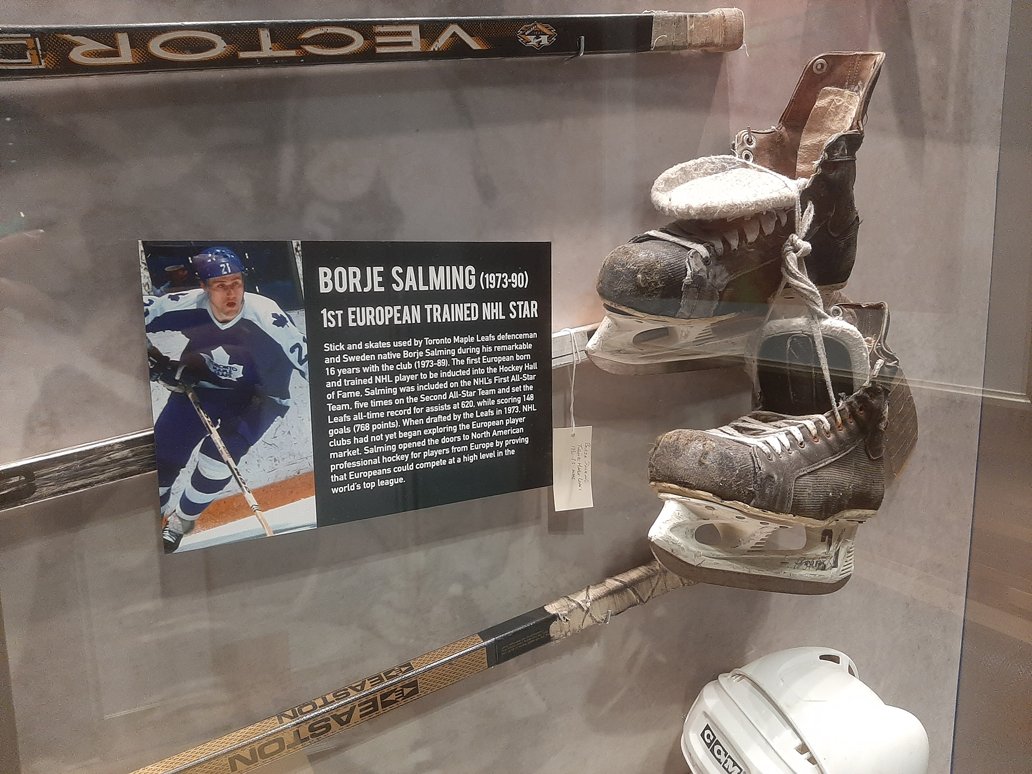 VECTOR
21
BORJE SALMING (1973-90)
1ST EUROPEAN TRAINED NHL STAR
Stick and skates used by Toronto Maple Leafs defenceman
and Sweden native Borje Salming during his remarkable
16 years with the club (1973-89). The first European born
and trained NHL player to be inducted into the Hockey Hall
of Fame, Salming was included on the NHL's First All-Star
Team, five times on the Second All-Star Team and set the
Leafs all-time record for assists at 620, while scoring 148
goals (768 points). When drafted by the Leafs in 1973, NHL
clubs had not yet began exploring the European player
market. Salming opened the doors to North American
professional hockey for players from Europe by proving
that Europeans could compete at a high level in the
world's top league.
EASTON
EASTON
CCM